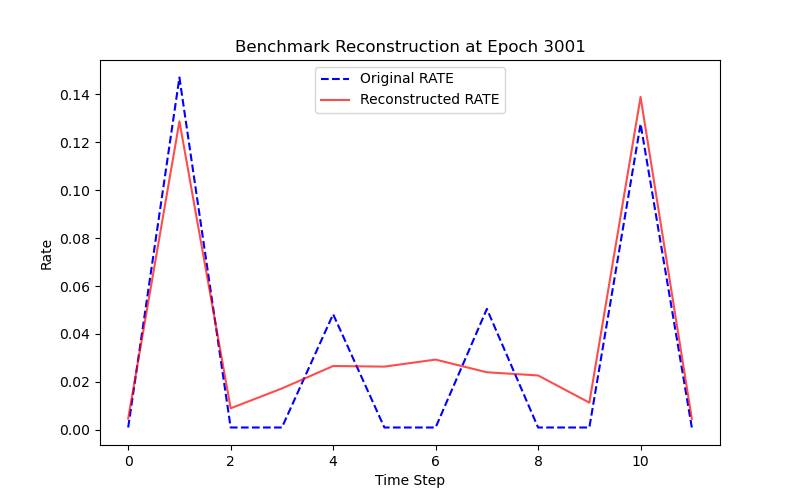 Benchmark Reconstruction at Epoch 3001
Original RATE
Reconstructed RATE
0.14
0.12
0.10
0.08
0.06
0.04
0.02
0.00
Rate
0 2 4 6 8 10
Time Step